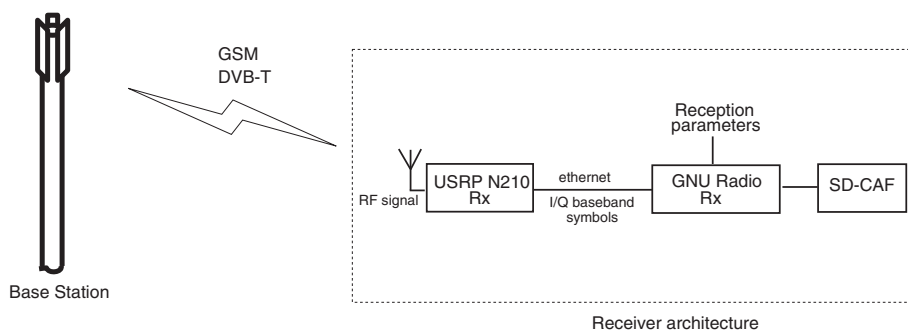 GSM
DVB-T
Base Station
RF signal
USRP N210
Rx
ethernet
I/Q baseband
symbols
Reception
parameters
GNU Radio
Rx
SD-CAF
Receiver architecture